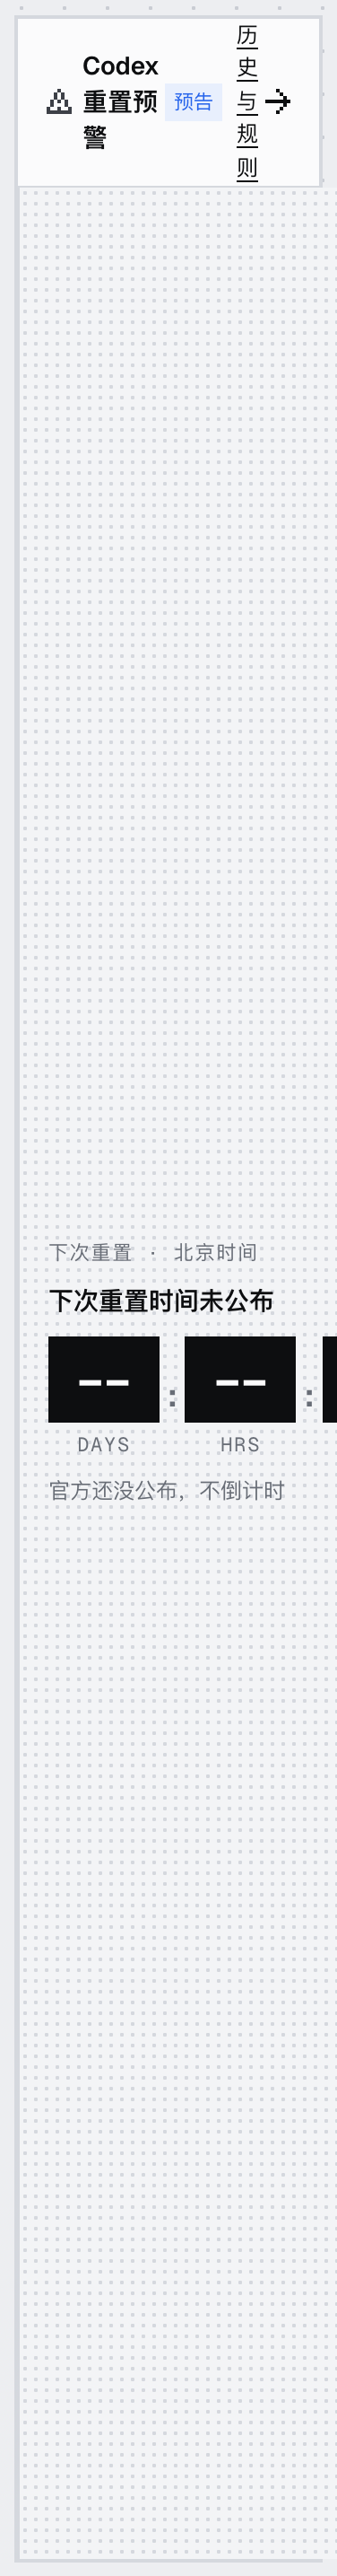 Codex
重置预
警
预告
历
史
与
规
则
下次重置 · 北京时间
下次重置时间未公布
-- : -- :
DAYS HRS
官方还没公布，不倒计时